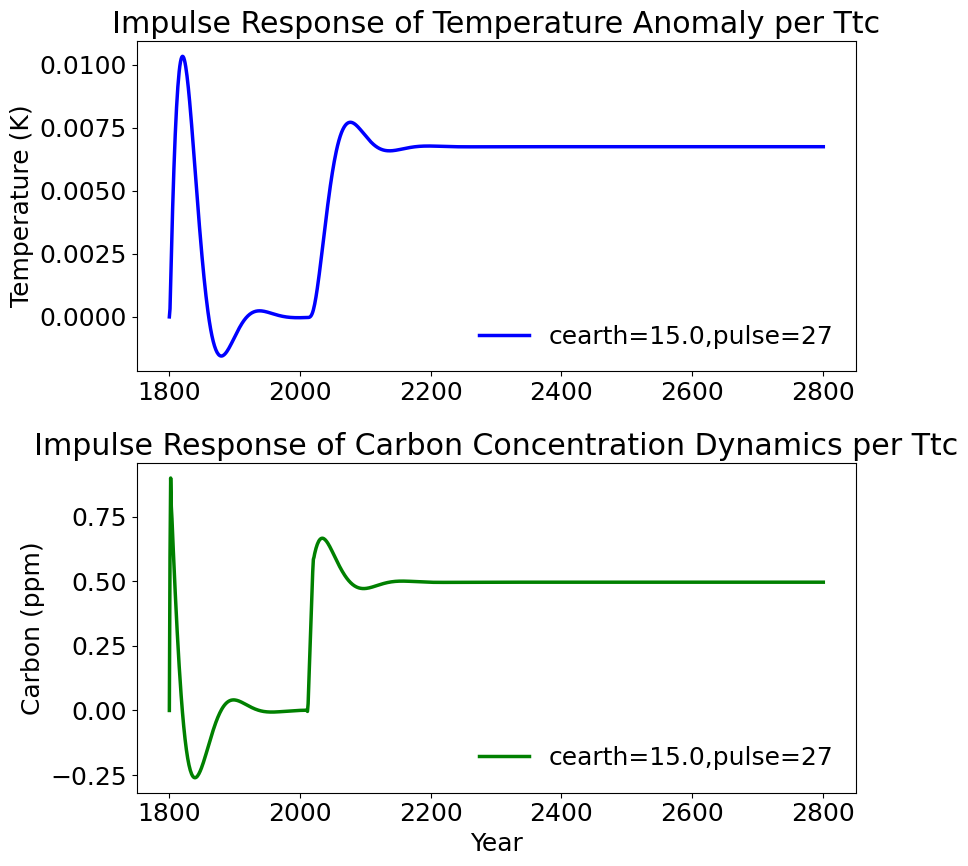 Impulse Response of Temperature Anomaly per Ttc
Temperature (K)
0.0100
0.0075
0.0050
0.0025
0.0000
cearth=15.0,pulse=27
1800 2000 2200 2400 2600 2800
Impulse Response of Carbon Concentration Dynamics per Ttc
Carbon (ppm)
0.75
0.50
0.25
0.00
−0.25
cearth=15.0,pulse=27
1800 2000 2200 2400 2600 2800
Year